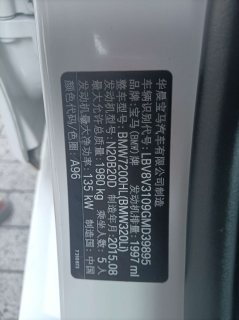 华晨宝马汽车有限公司制造
车辆识别代号: LBV8V3109GMD39895
品牌: 宝马(BMW)牌 发动机排量: 1997 ml
整车型号: BMW7200HL(BMW320Li)
发动机型号: N20B20D 制造年月: 2015.08
最大允许总质量: 1980 kg 乘坐人数: 5人
发动机最大净功率: 135 kW 制造国: 中国
颜色代码/色圈: A96